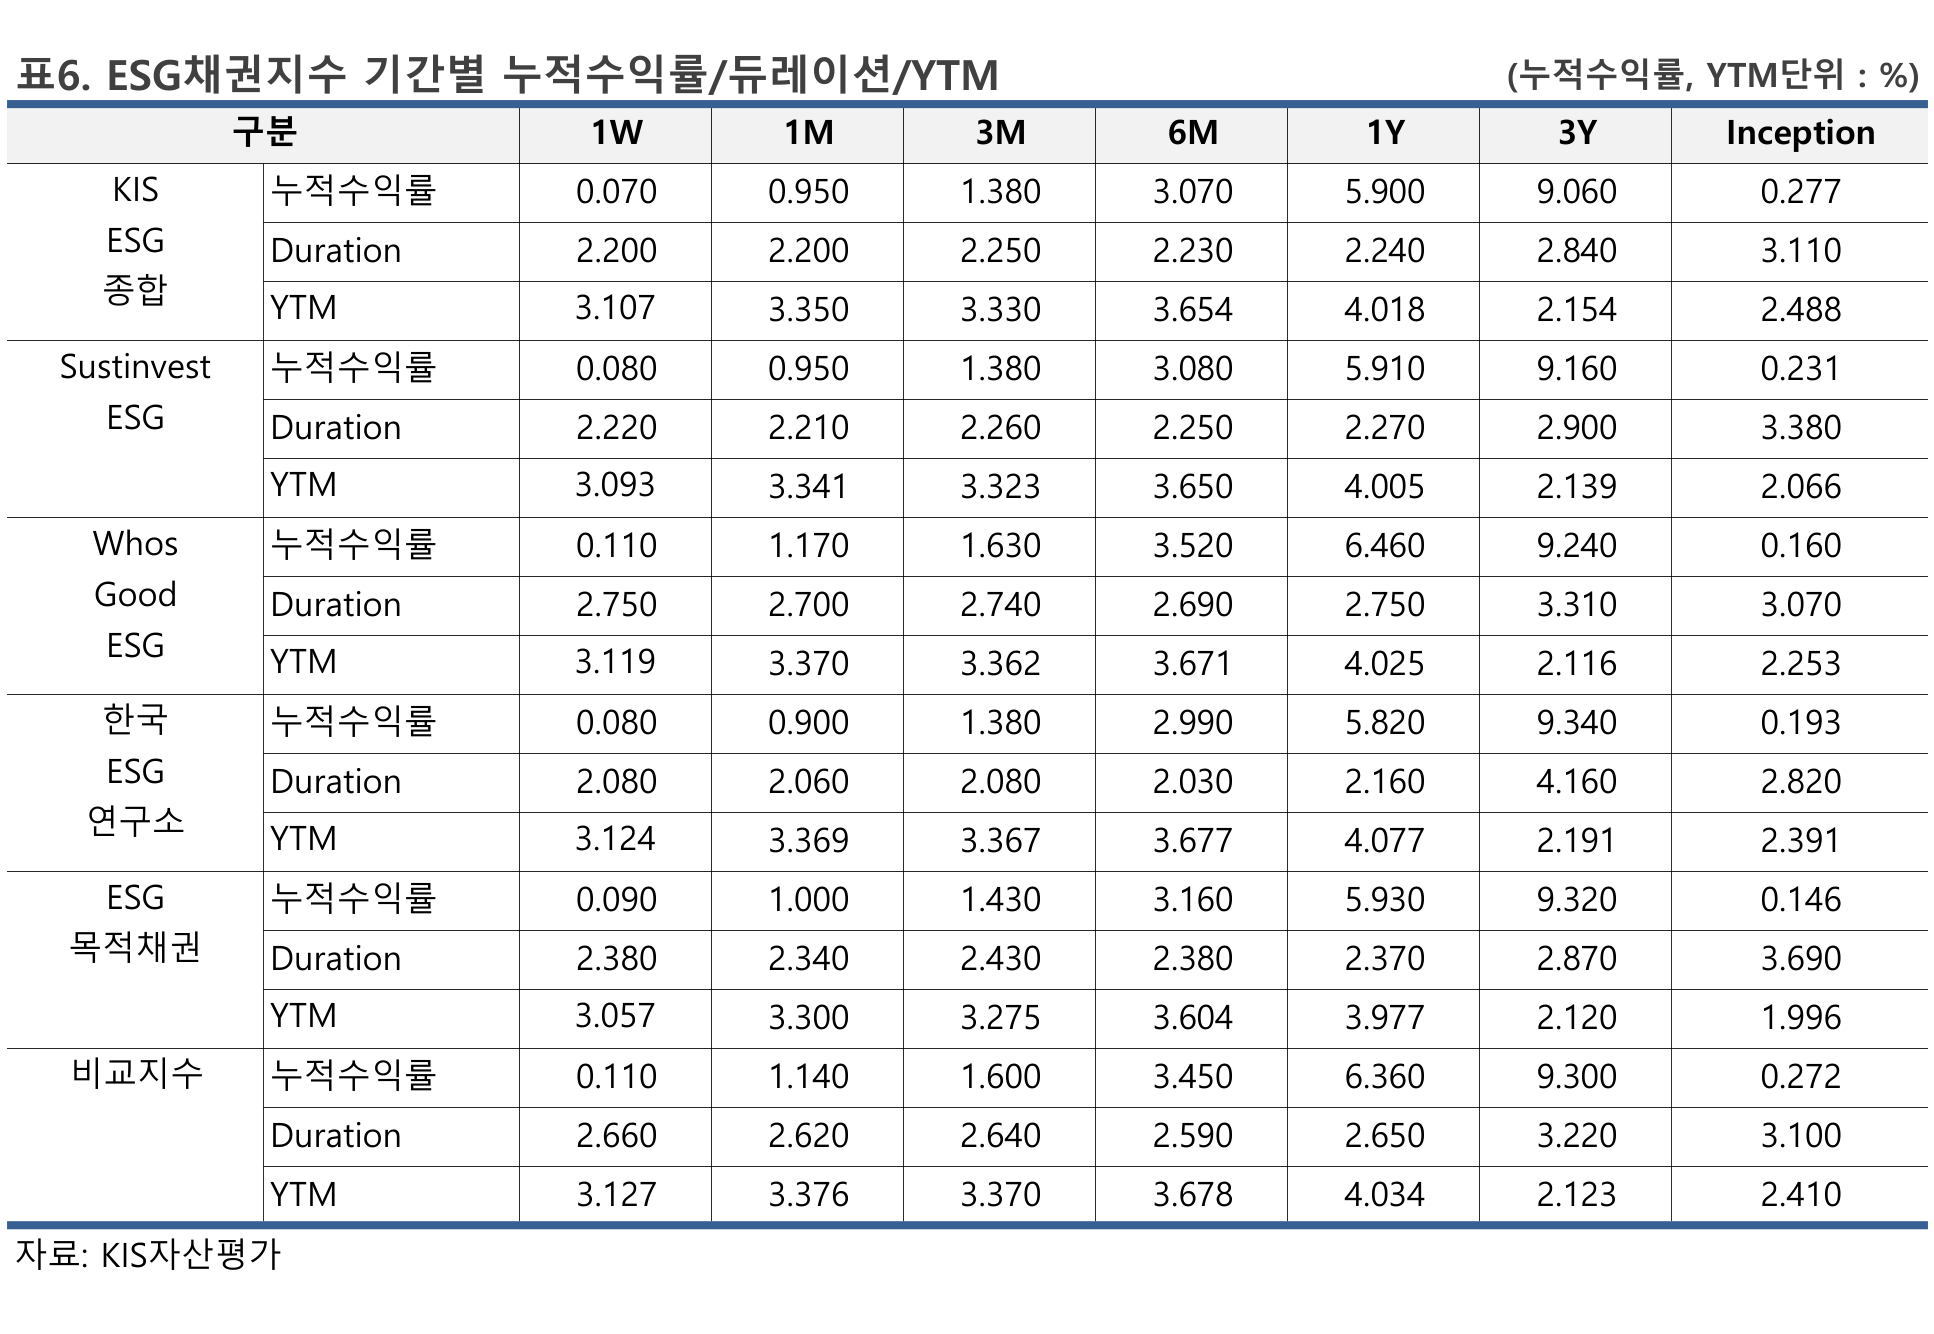 표6. ESG채권지수 기간별 누적수익률/듀레이션/YTM (누적수익률, YTM단위 : %)
구분 1W 1M 3M 6M 1Y 3Y Inception
KIS 누적수익률 0.070 0.950 1.380 3.070 5.900 9.060 0.277
ESG Duration 2.200 2.200 2.250 2.230 2.240 2.840 3.110
종합 YTM 3.107 3.350 3.330 3.654 4.018 2.154 2.488
Sustinvest 누적수익률 0.080 0.950 1.380 3.080 5.910 9.160 0.231
ESG Duration 2.220 2.210 2.260 2.250 2.270 2.900 3.380
YTM 3.093 3.341 3.323 3.650 4.005 2.139 2.066
Whos 누적수익률 0.110 1.170 1.630 3.520 6.460 9.240 0.160
Good Duration 2.750 2.700 2.740 2.690 2.750 3.310 3.070
ESG YTM 3.119 3.370 3.362 3.671 4.025 2.116 2.253
한국 누적수익률 0.080 0.900 1.380 2.990 5.820 9.340 0.193
ESG Duration 2.080 2.060 2.080 2.030 2.160 4.160 2.820
연구소 YTM 3.124 3.369 3.367 3.677 4.077 2.191 2.391
ESG 누적수익률 0.090 1.000 1.430 3.160 5.930 9.320 0.146
목적채권 Duration 2.380 2.340 2.430 2.380 2.370 2.870 3.690
YTM 3.057 3.300 3.275 3.604 3.977 2.120 1.996
비교지수 누적수익률 0.110 1.140 1.600 3.450 6.360 9.300 0.272
Duration 2.660 2.620 2.640 2.590 2.650 3.220 3.100
YTM 3.127 3.376 3.370 3.678 4.034 2.123 2.410
자료: KIS자산평가